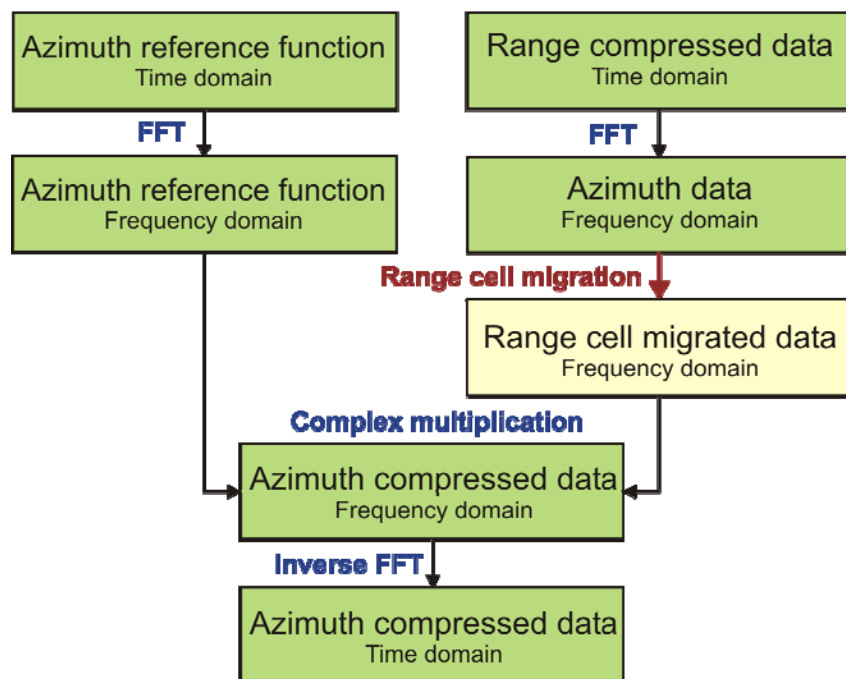 Azimuth reference function
Time domain
Range compressed data
Time domain
FFT
FFT
Azimuth reference function
Frequency domain
Azimuth data
Frequency domain
Range cell migration
Range cell migrated data
Frequency domain
Complex multiplication
Azimuth compressed data
Frequency domain
Inverse FFT
Azimuth compressed data
Time domain